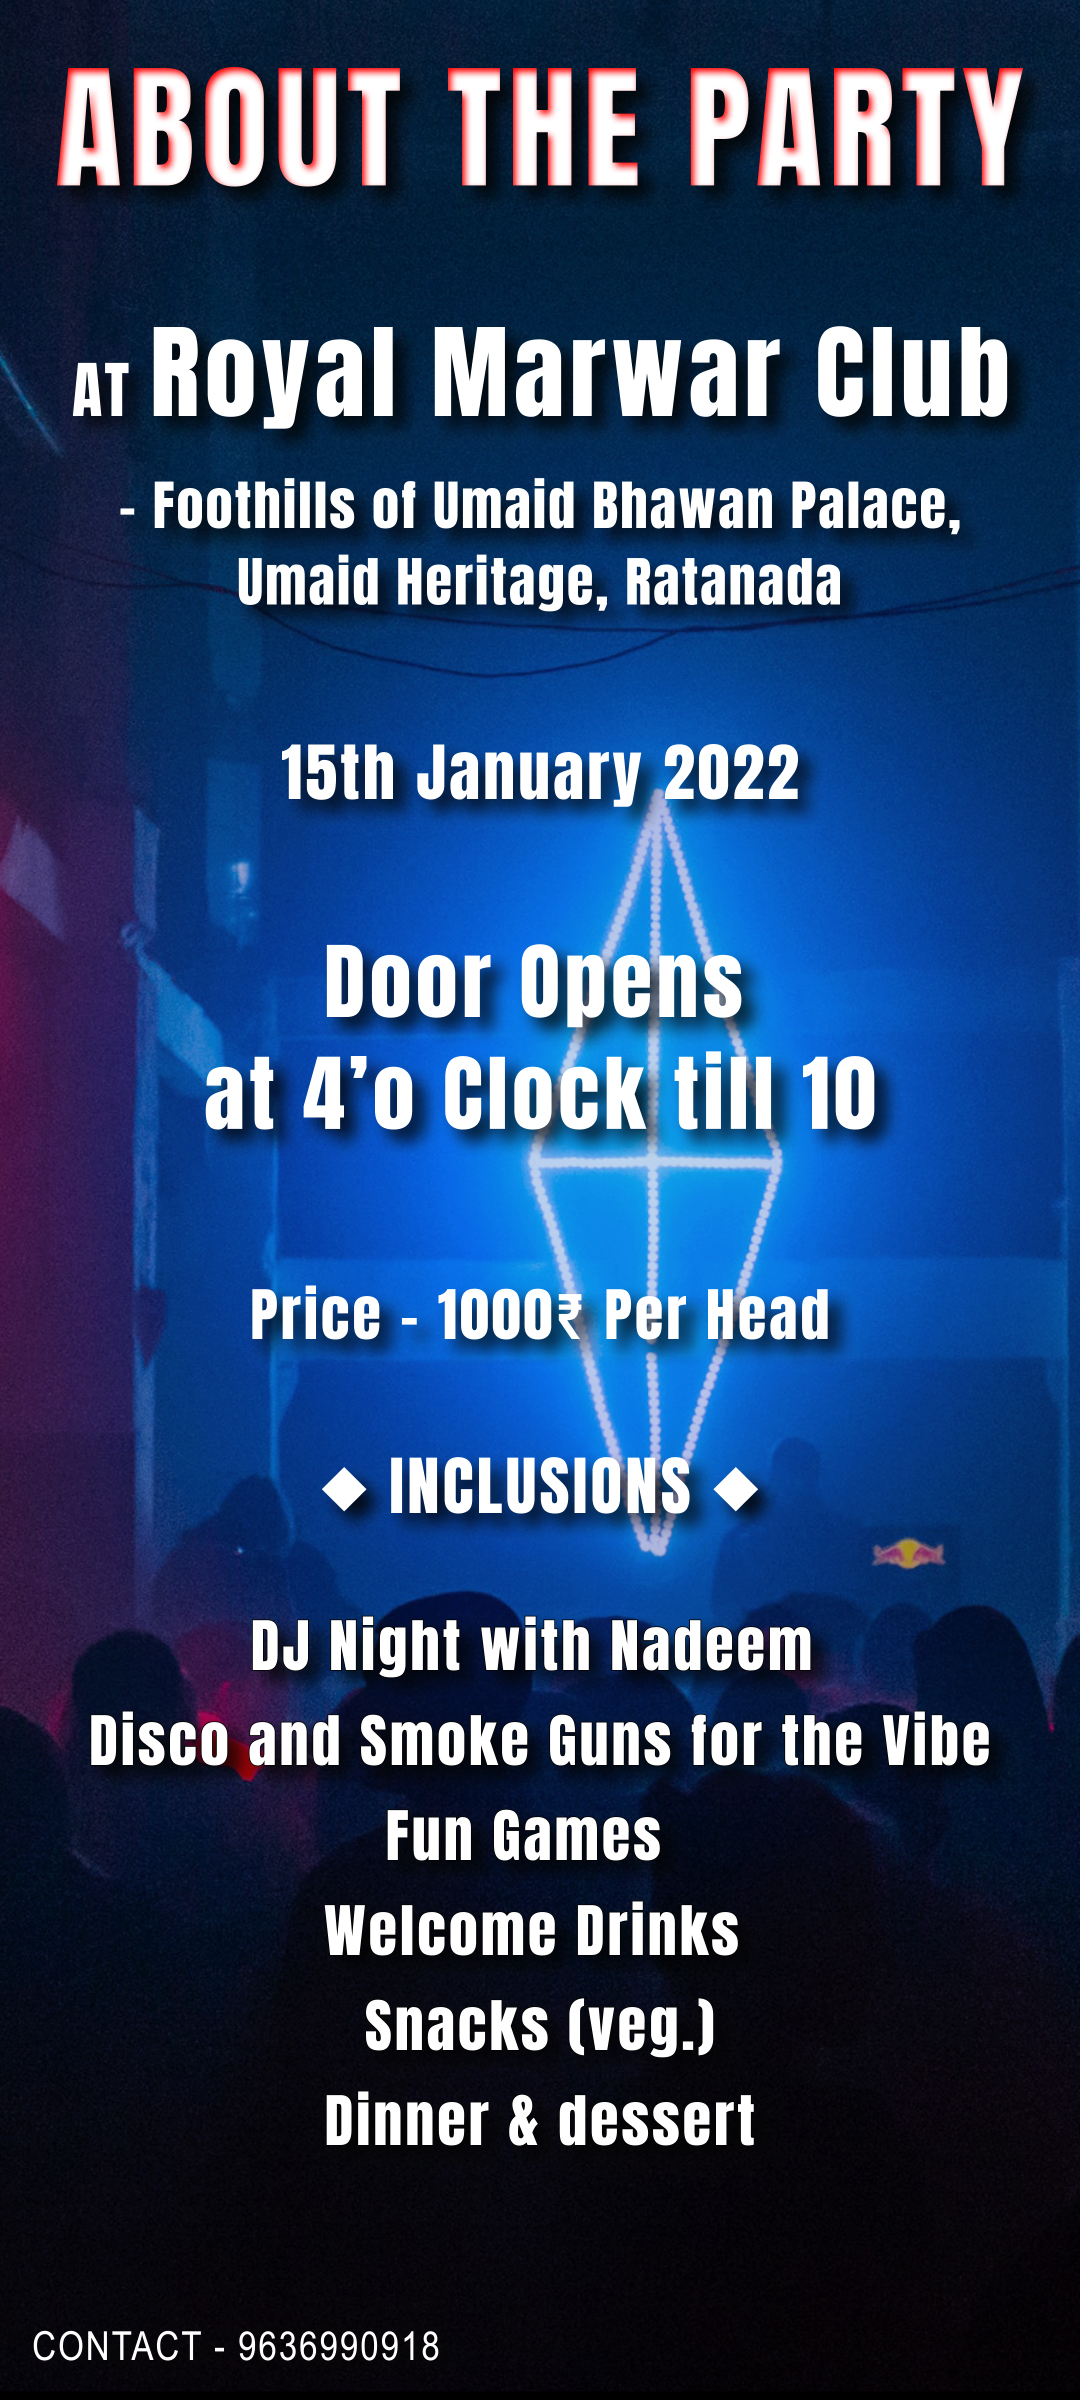 ABOUT THE PARTY
AT Royal Marwar Club
- Foothills of Umaid Bhawan Palace,
Umaid Heritage, Ratanada
15th January 2022
Door Opens
at 4’o Clock till 10
Price - 1000₹ Per Head
◆ INCLUSIONS ◆
DJ Night with Nadeem
Disco and Smoke Guns for the Vibe
Fun Games
Welcome Drinks
Snacks (veg.)
Dinner & dessert
CONTACT - 9636990918